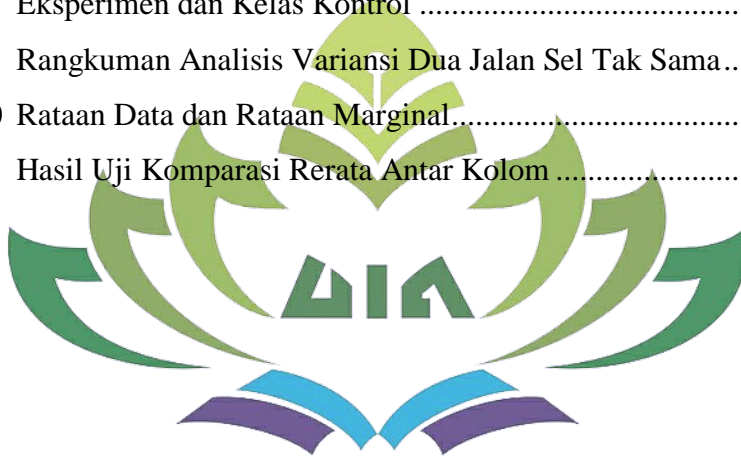 Eksperimen dan Kelas Kontrol ....................................
Rangkuman Analisis Variansi Dua Jalan Sel Tak Sama ..
Rataan Data dan Rataan Marginal.................................
Hasil Uji Komparasi Rerata Antar Kolom .......................
UIN